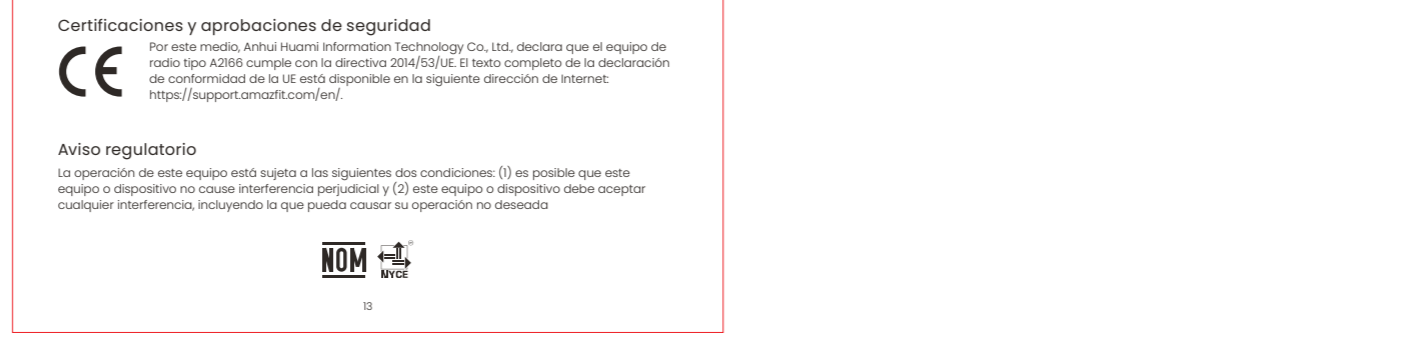 Certificaciones y aprobaciones de seguridad
Por este medio, Anhui Huami Information Technology Co., Ltd., declara que el equipo de
radio tipo A2166 cumple con la directiva 2014/53/UE. El texto completo de la declaración
de conformidad de la UE está disponible en la siguiente dirección de Internet:
https://support.amazfit.com/en/.
Aviso regulatorio
La operación de este equipo está sujeta a las siguientes dos condiciones: (1) es posible que este
equipo o dispositivo no cause interferencia perjudicial y (2) este equipo o dispositivo debe aceptar
cualquier interferencia, incluyendo la que pueda causar su operación no deseada
NOM
NYCE
®
13